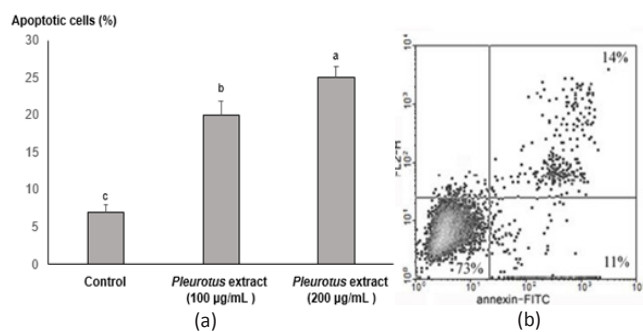 Apoptotic cells (%)
30
25
20
15
10
5
0
c
b
a
Control
Pleurotus extract
(100 µg/mL )
Pleurotus extract
(200 µg/mL )
(a)
14%
73%
11%
10⁴
10³
10²
10¹
10⁰
FL2-H
10⁰ 10¹ 10² 10³
annexin-FITC
(b)